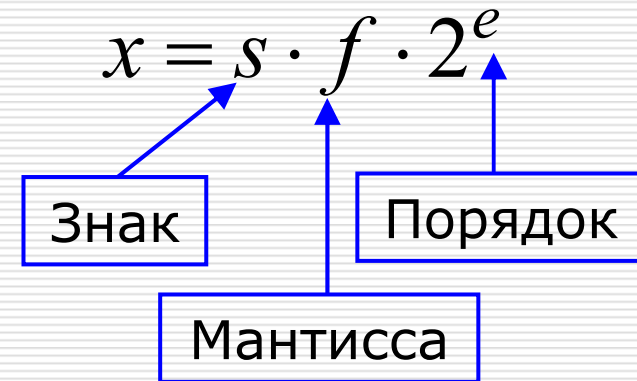 x = s · f · 2^e
Знак
Порядок
Мантисса